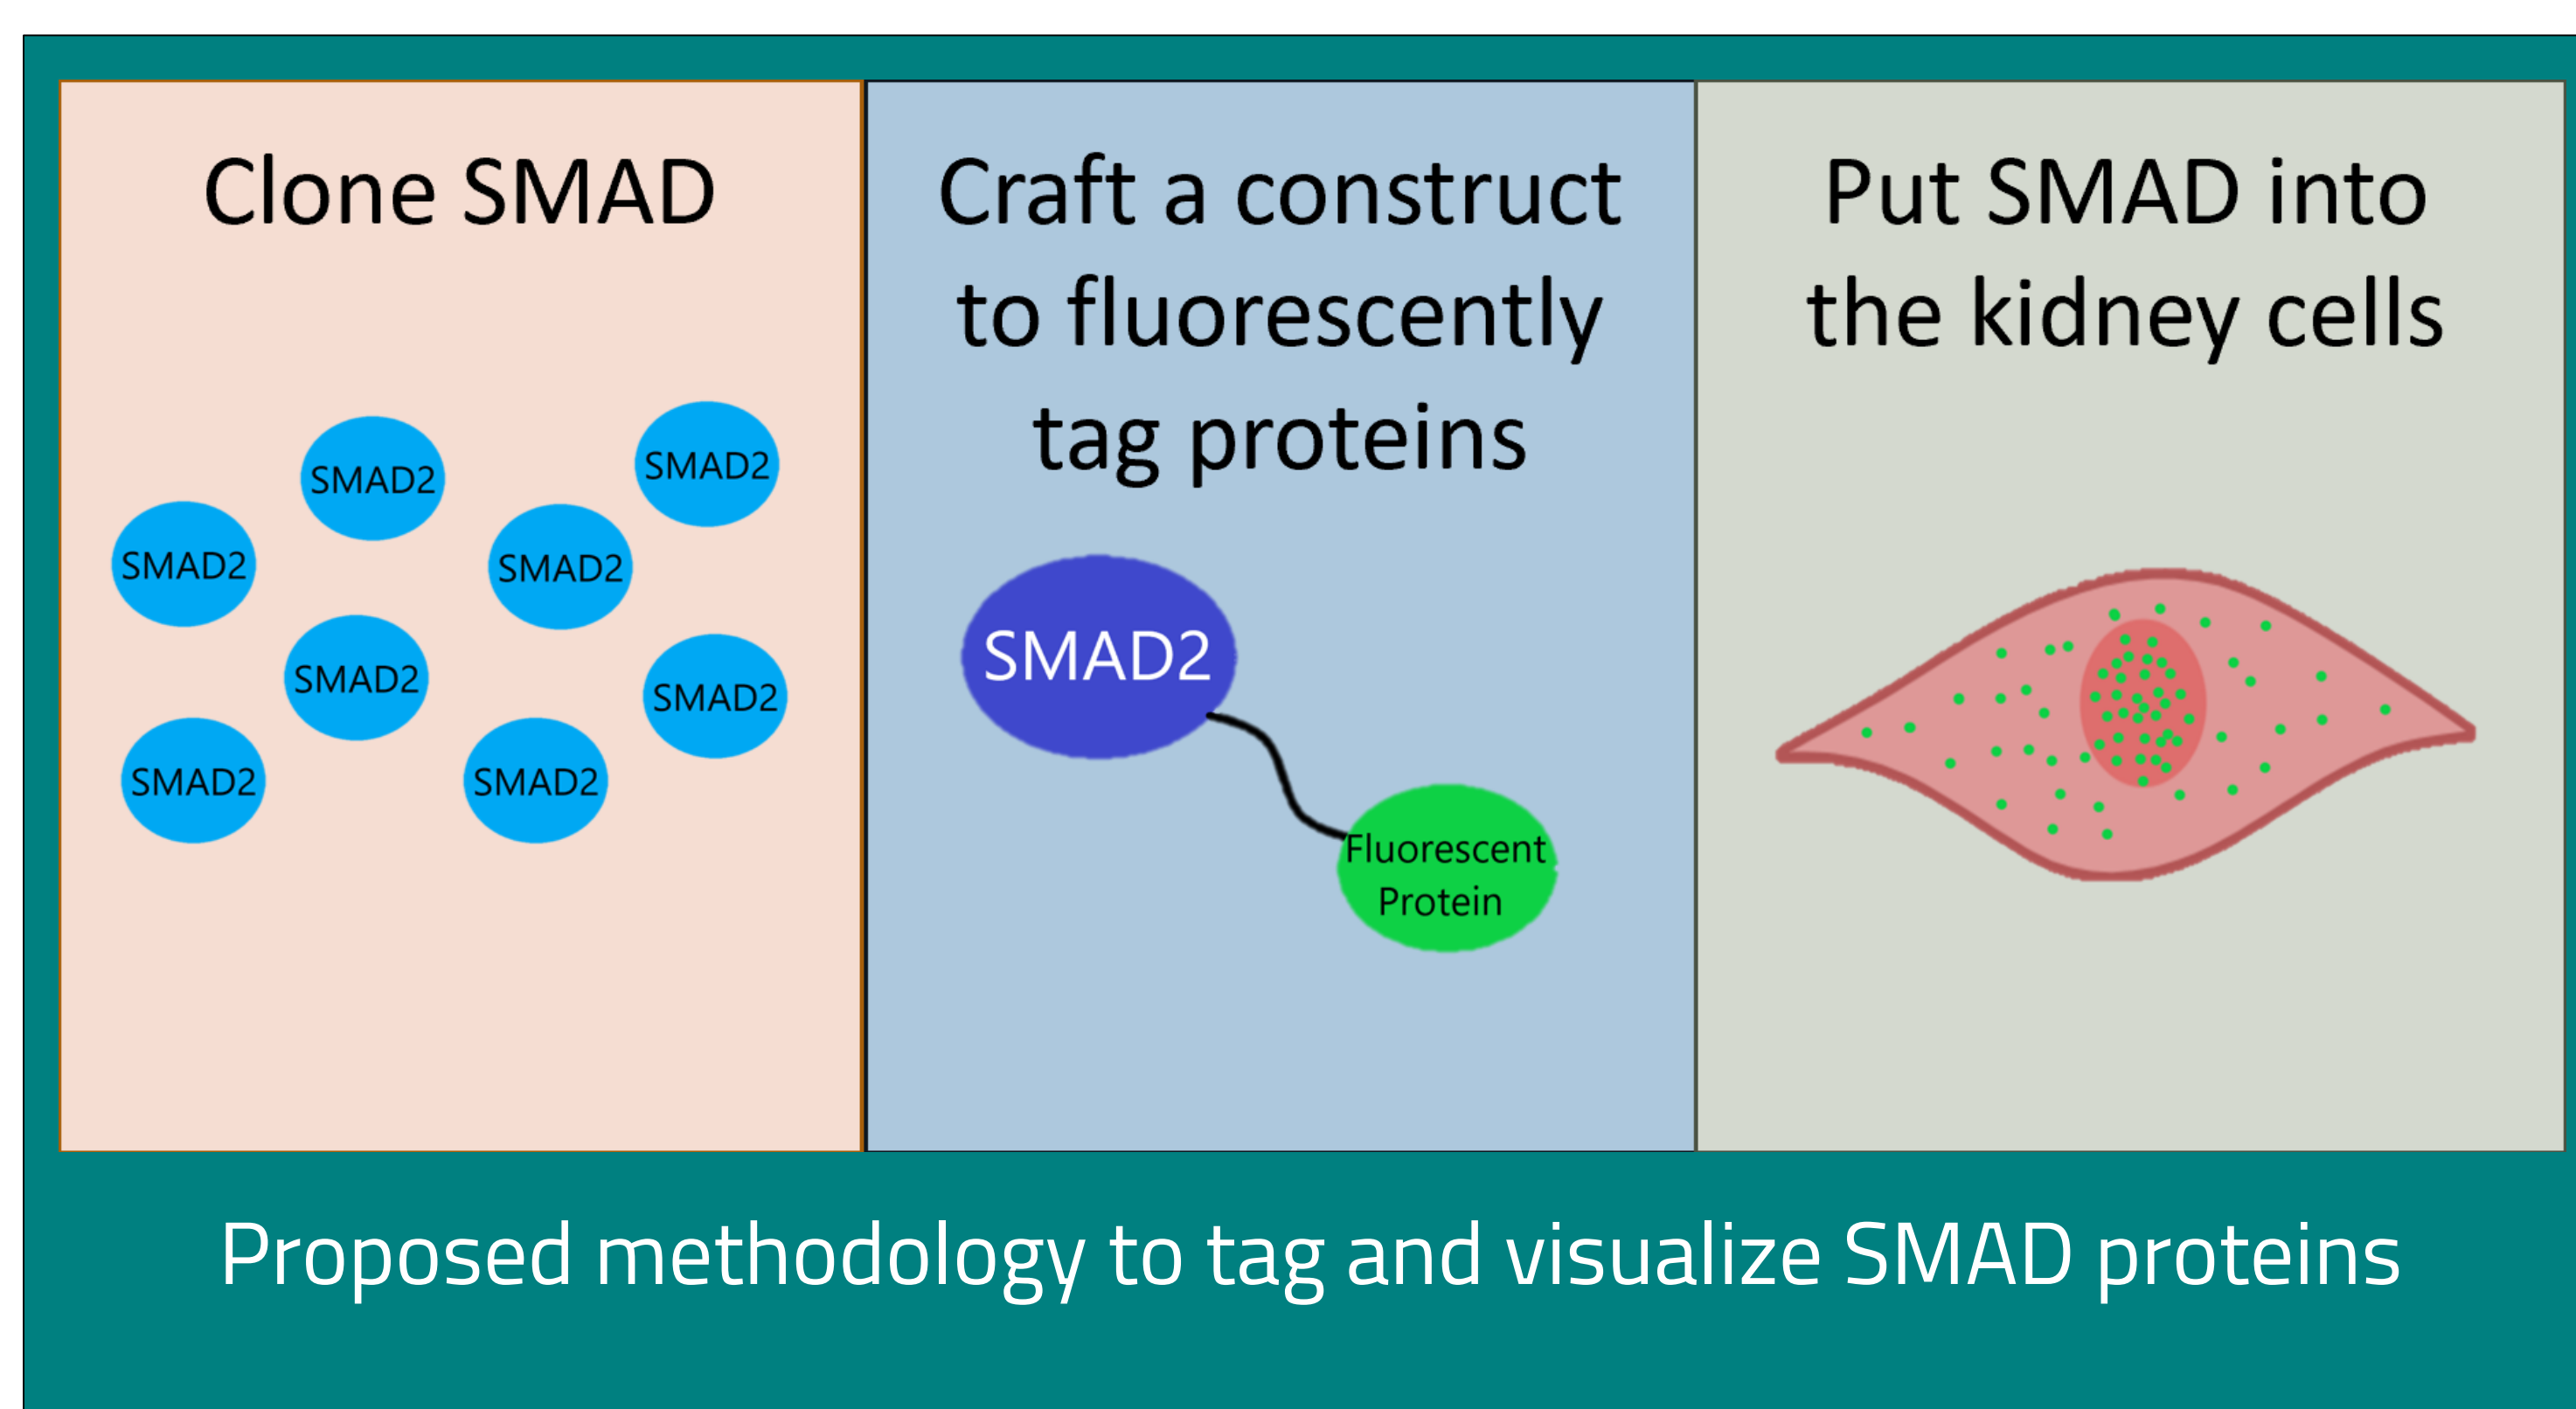 Clone SMAD
SMAD2
SMAD2
SMAD2
SMAD2
SMAD2
SMAD2
SMAD2
SMAD2
Craft a construct
to fluorescently
tag proteins
SMAD2
Fluorescent
Protein
Put SMAD into
the kidney cells
Proposed methodology to tag and visualize SMAD proteins